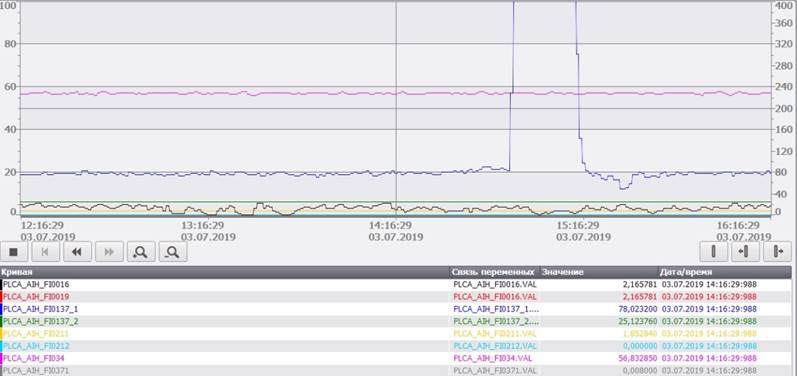 100 400
360
80 320
280
60 240
200
40 160
120
20 80
40
0 0
12:16:29 13:16:29 14:16:29 15:16:29 16:16:29
03.07.2019 03.07.2019 03.07.2019 03.07.2019 03.07.2019
Кривая Связь переменных Значение Дата/время
PLCA_AIH_FI0016 PLCA_AIH_FI0016.VAL 2,165781 03.07.2019 14:16:29:988
PLCA_AIH_FI0019 PLCA_AIH_FI0016.VAL 2,165781 03.07.2019 14:16:29:988
PLCA_AIH_FI0137_1 PLCA_AIH_FI0137_1.... 78,023200 03.07.2019 14:16:29:988
PLCA_AIH_FI0137_2 PLCA_AIH_FI0137_2.... 25,123760 03.07.2019 14:16:29:988
PLCA_AIH_FI0211 PLCA_AIH_FI0211.VAL 1,852840 03.07.2019 14:16:29:988
PLCA_AIH_FI0212 PLCA_AIH_FI0212.VAL 0,000000 03.07.2019 14:16:29:988
PLCA_AIH_FI034 PLCA_AIH_FI034.VAL 56,832850 03.07.2019 14:16:29:988
PLCA_AIH_FI0371 PLCA_AIH_FI0371.VAL 0,008000 03.07.2019 14:16:29:988